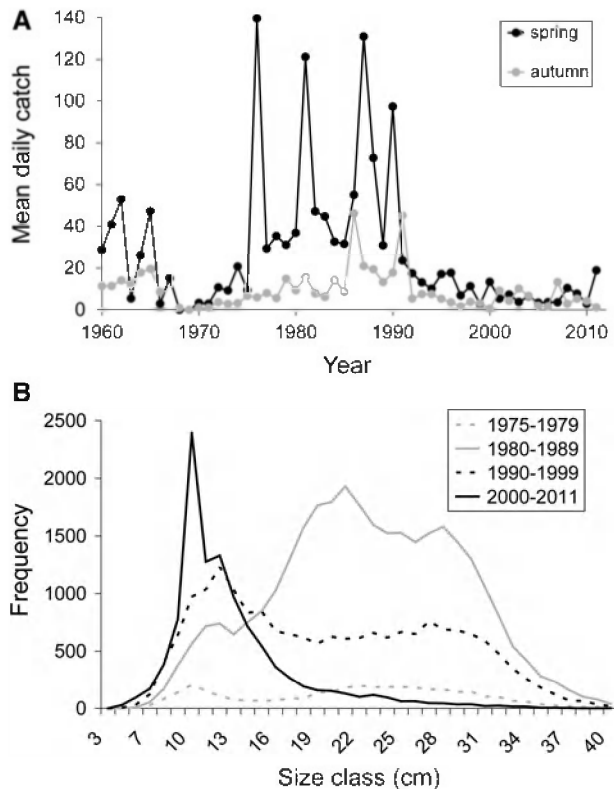 A
Mean daily catch
140
120
100
80
60
40
20
0
spring
autumn
1960 1970 1980 1990 2000 2010
Year
B
Frequency
2500
2000
1500
1000
500
0
1975-1979
1980-1989
1990-1999
2000-2011
3 6 7 10 13 16 19 22 25 28 31 34 36 40
Size class (cm)